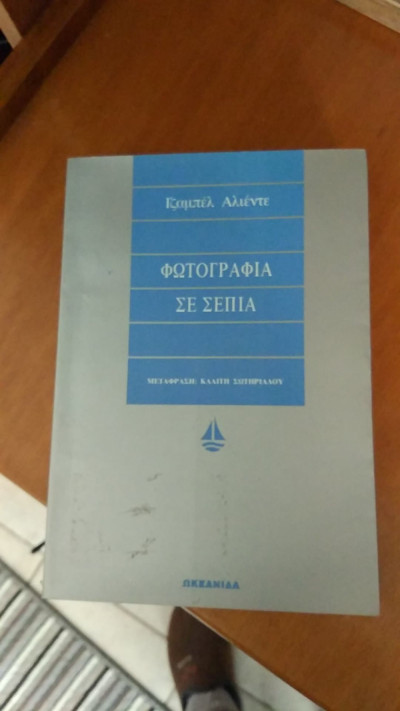 Ιζαμπέλ Αλιέντε
ΦΩΤΟΓΡΑΦΙΑ
ΣΕ ΣΕΠΙΑ
ΜΕΤΑΦΡΑΣΗ: ΚΛΑΙΤΗ ΣΩΤΗΡΙΑΔΟΥ
ΩΚΕΑΝΙΔΑ